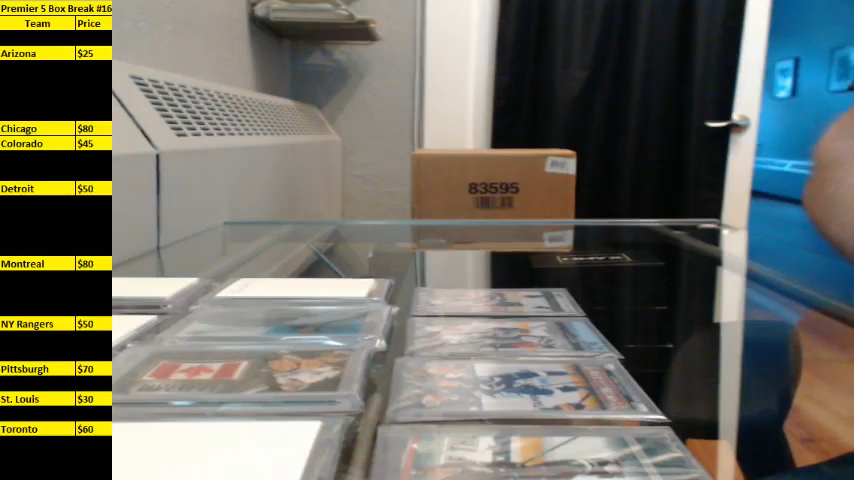 Premier 5 Box Break #16
Team Price
Arizona $25
Chicago $80
Colorado $45
Detroit $50
Montreal $80
NY Rangers $50
Pittsburgh $70
St. Louis $30
Toronto $60
83595